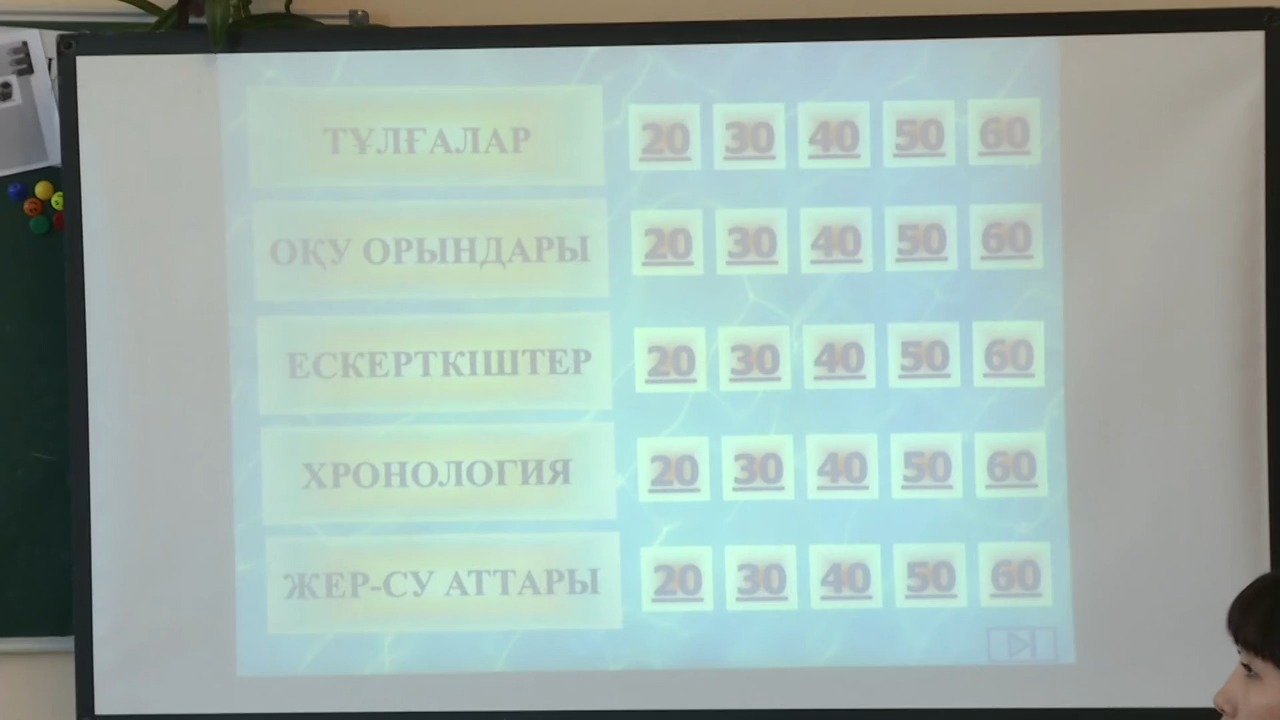 ТҰЛҒАЛАР 20 30 40 50 60
ОҚУ ОРЫНДАРЫ 20 30 40 50 60
ЕСКЕРТКІШТЕР 20 30 40 50 60
ХРОНОЛОГИЯ 20 30 40 50 60
ЖЕР-СУ АТТАРЫ 20 30 40 50 60